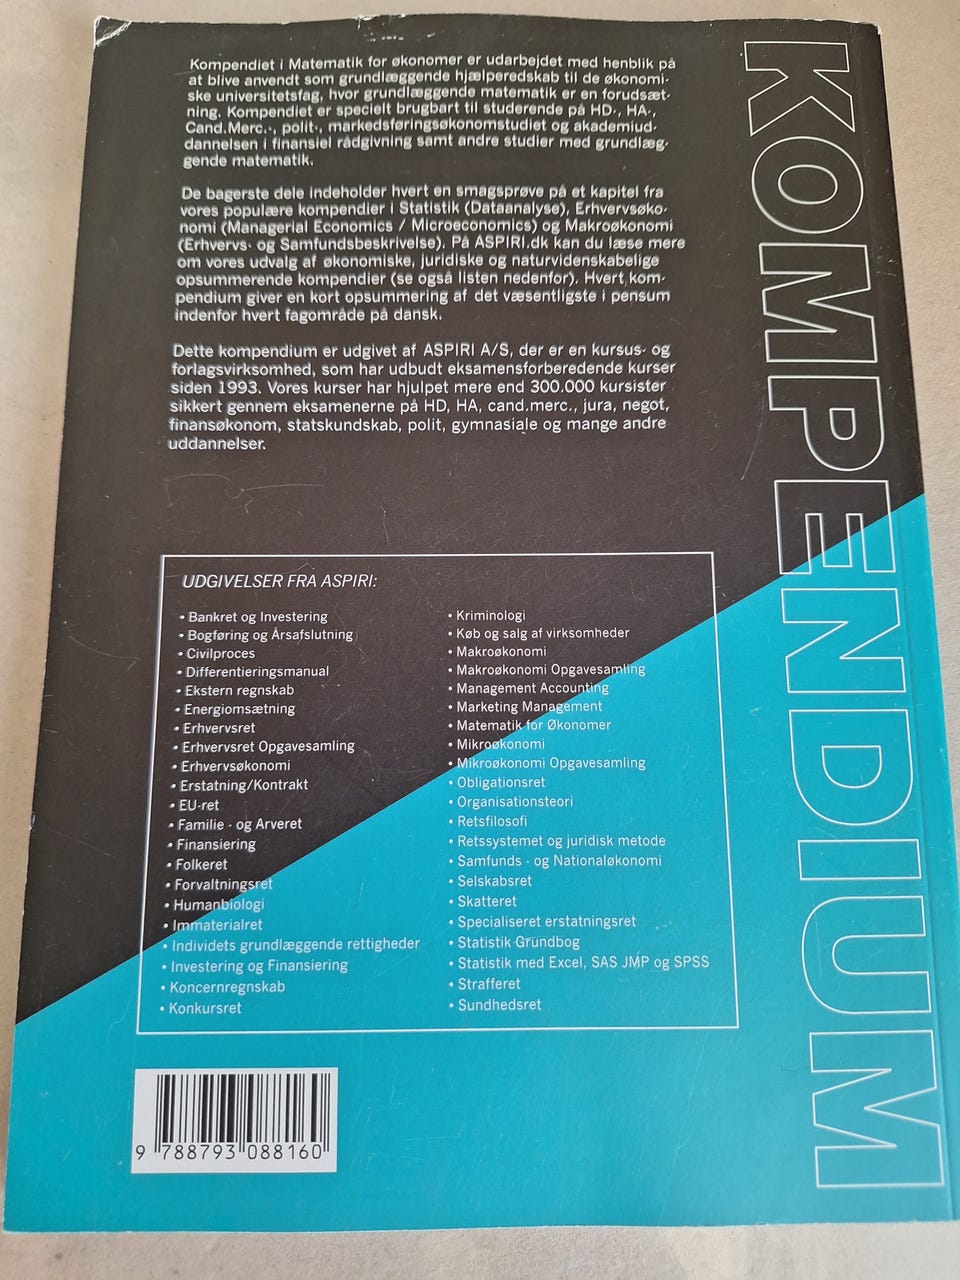 Kompendiet i Matematik for økonomer er udarbejdet med henblik på
at blive anvendt som grundlæggende hjælperedskab til de økonomi-
ske universitetsfag, hvor grundlæggende matematik er en forudsæt-
ning. Kompendiet er specielt brugbart til studerende på HD-, HA-,
Cand.Merc.-, polit-, markedsføringsøkonomstudiet og akademiud-
dannelsen i finansiel rådgivning samt andre studier med grundlæg-
gende matematik.
De bagerste dele indeholder hvert en smagsprøve på et kapitel fra
vores populære kompendier i Statistik (Dataanalyse), Erhvervsøko-
nomi (Managerial Economics / Microeconomics) og Makroøkonomi
(Erhvervs- og Samfundsbeskrivelse). På ASPIRI.dk kan du læse mere
om vores udvalg af økonomiske, juridiske og naturvidenskabelige
opsummerende kompendier (se også listen nedenfor). Hvert kom-
pendium giver en kort opsummering af det væsentligste i pensum
indenfor hvert fagområde på dansk.
Dette kompendium er udgivet af ASPIRI A/S, der er en kursus- og
forlagsvirksomhed, som har udbudt eksamensforberedende kurser
siden 1993. Vores kurser har hjulpet mere end 300.000 kursister
sikkert gennem eksamenerne på HD, HA, cand.merc., jura, negot,
finansøkonom, statskundskab, polit, gymnasiale og mange andre
uddannelser.
KOMPENDIUM
UDGIVELSER FRA ASPIRI:
• Bankret og Investering
• Bogføring og Årsafslutning
• Civilproces
• Differentieringsmanual
• Ekstern regnskab
• Energiomsætning
• Erhvervsret
• Erhvervsret Opgavesamling
• Erhvervsøkonomi
• Erstatning/Kontrakt
• EU-ret
• Familie - og Arveret
• Finansiering
• Folkeret
• Forvaltningsret
• Humanbiologi
• Immaterialret
• Individets grundlæggende rettigheder
• Investering og Finansiering
• Koncernregnskab
• Konkursret
• Kriminologi
• Køb og salg af virksomheder
• Makroøkonomi
• Makroøkonomi Opgavesamling
• Management Accounting
• Marketing Management
• Matematik for Økonomer
• Mikroøkonomi
• Mikroøkonomi Opgavesamling
• Obligationsret
• Organisationsteori
• Retsfilosofi
• Retssystemet og juridisk metode
• Samfunds - og Nationaløkonomi
• Selskabsret
• Skatteret
• Specialiseret erstatningsret
• Statistik Grundbog
• Statistik med Excel, SAS JMP og SPSS
• Strafferet
• Sundhedsret
9 788793 088160